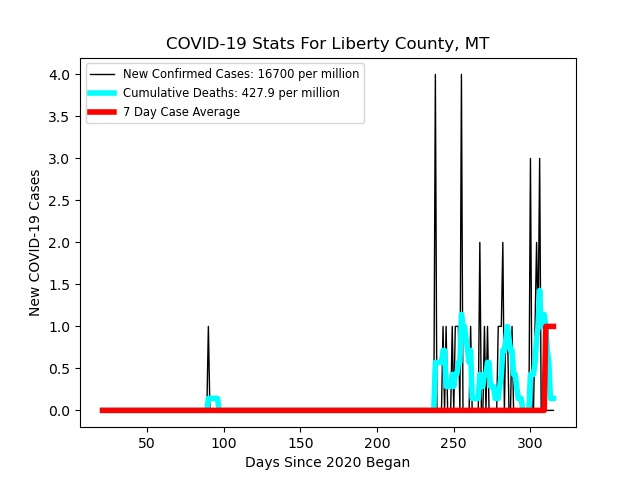 COVID-19 Stats For Liberty County, MT
New Confirmed Cases: 16700 per million
Cumulative Deaths: 427.9 per million
7 Day Case Average
New COVID-19 Cases
4.0
3.5
3.0
2.5
2.0
1.5
1.0
0.5
0.0
50 100 150 200 250 300
Days Since 2020 Began